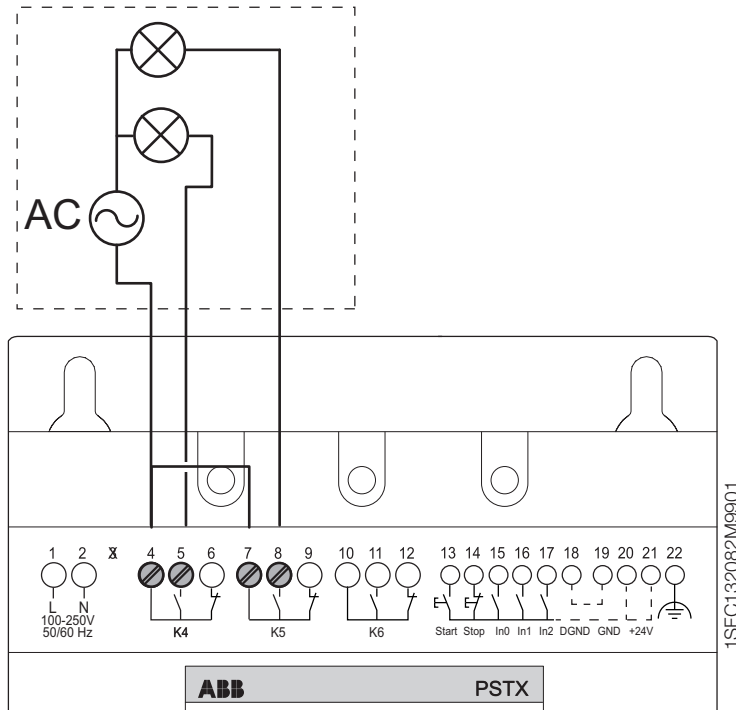 AC
1 2 3 4 5 6 7 8 9 10 11 12 13 14 15 16 17 18 19 20 21 22
L N
100-250V
50/60 Hz
K4 K5 K6 Start Stop In0 In1 In2 DGND GND +24V
ABB PSTX
1SFC132082M9901